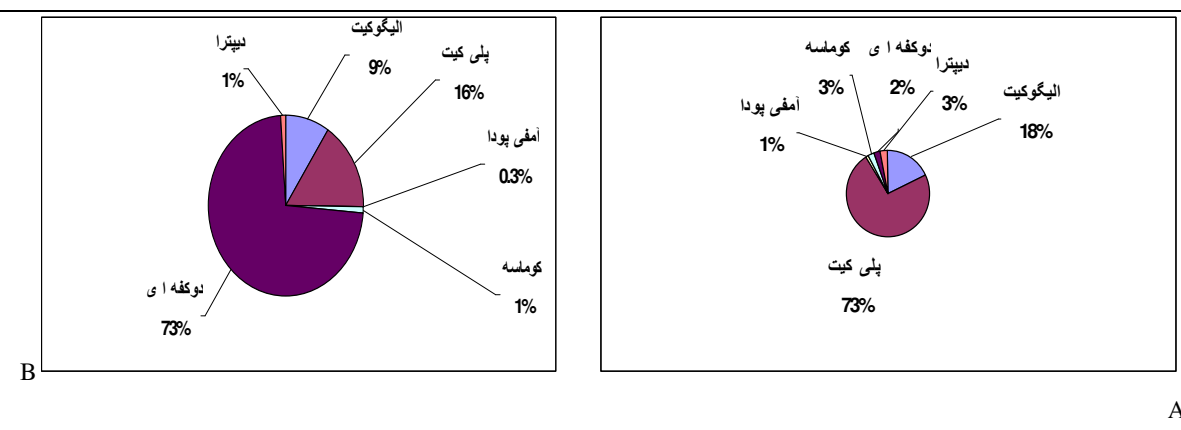 دیپترا
1%
الیگوکیت
9%
پلی کیت
16%
آمفی پودا
0.3%
کوماسه
1%
دوکفه ا ی
73%
B
کوماسه
3%
دوکفه ا ی
2%
دیپترا
3%
الیگوکیت
18%
آمفی پودا
1%
پلی کیت
73%
A